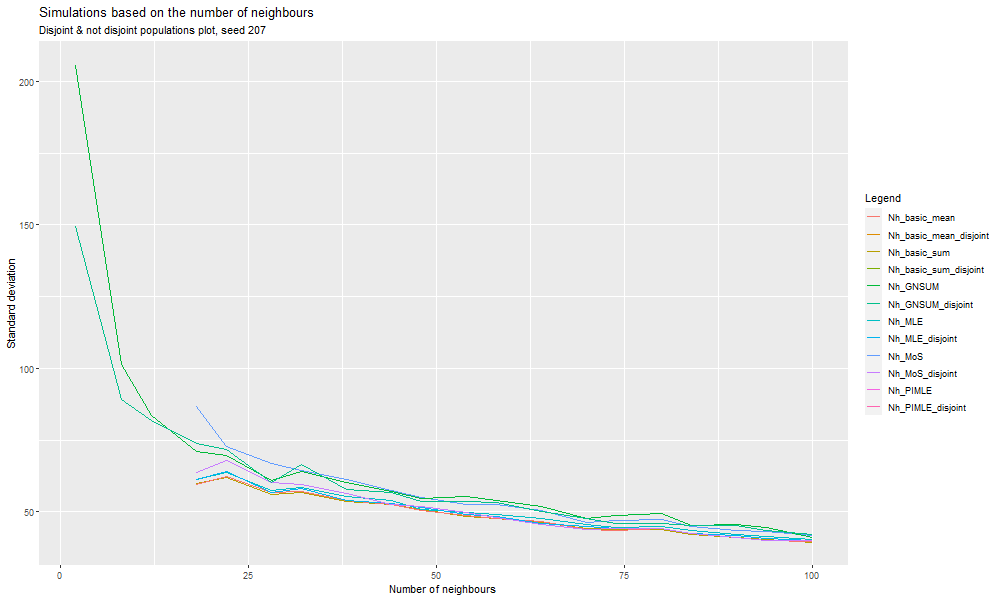 Simulations based on the number of neighbours
Disjoint & not disjoint populations plot, seed 207
200
150
100
50
Standard deviation
0
25
50
75
100
Number of neighbours
Legend
Nh_basic_mean
Nh_basic_mean_disjoint
Nh_basic_sum
Nh_basic_sum_disjoint
Nh_GNSUM
Nh_GNSUM_disjoint
Nh_MLE
Nh_MLE_disjoint
Nh_MoS
Nh_MoS_disjoint
Nh_PIMLE
Nh_PIMLE_disjoint